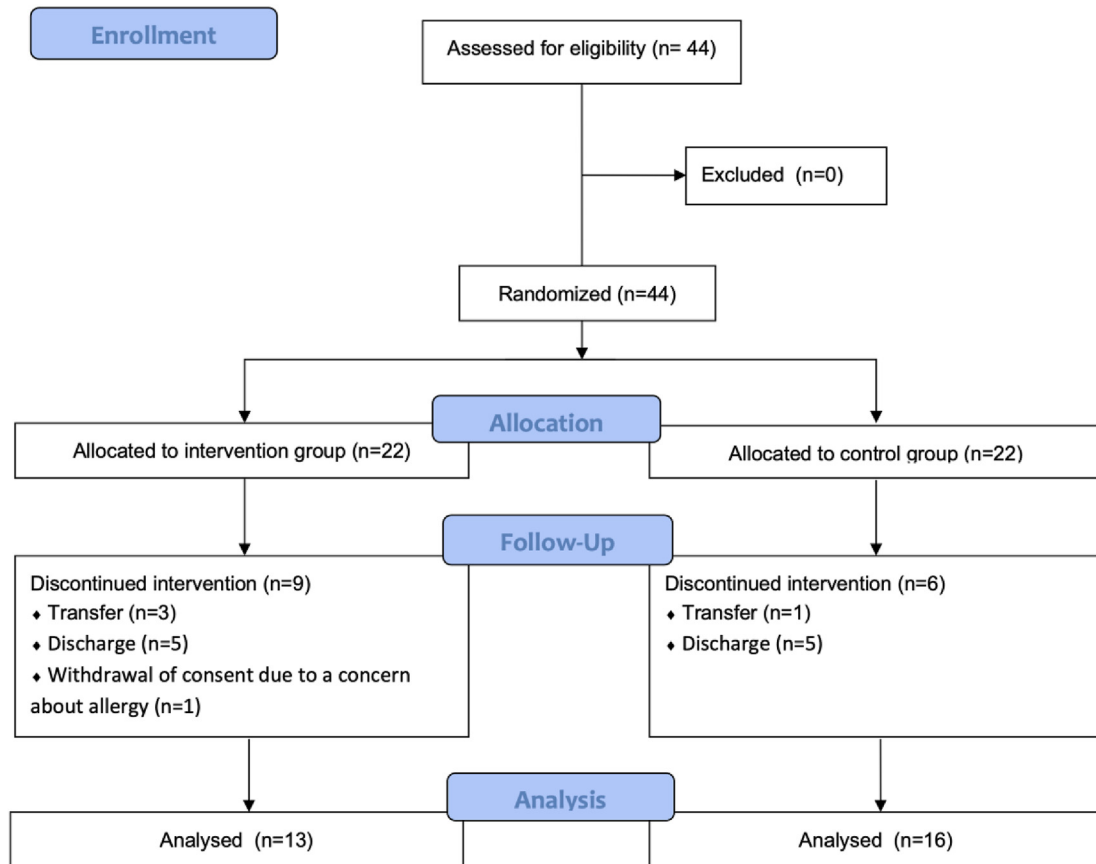 Enrollment
Assessed for eligibility (n= 44)
Excluded (n=0)
Randomized (n=44)
Allocation
Allocated to intervention group (n=22)
Allocated to control group (n=22)
Follow-Up
Discontinued intervention (n=9)
♦ Transfer (n=3)
♦ Discharge (n=5)
♦ Withdrawal of consent due to a concern
about allergy (n=1)
Discontinued intervention (n=6)
♦ Transfer (n=1)
♦ Discharge (n=5)
Analysis
Analysed (n=13)
Analysed (n=16)